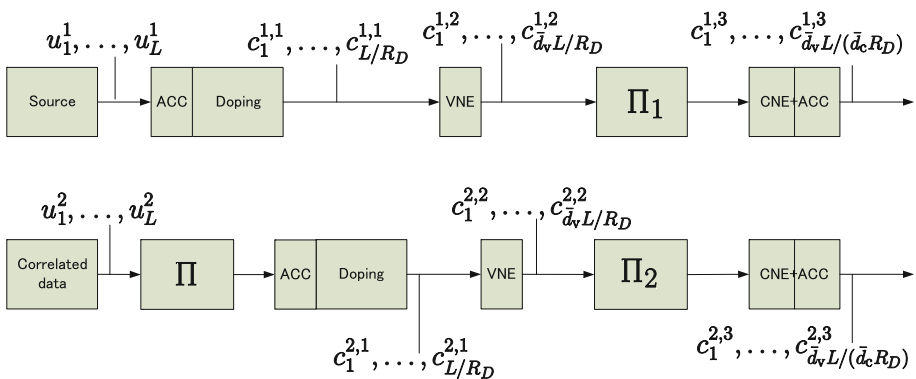 u_1^1, ..., u_L^1
c_1^{1,1}, ..., c_{L/R_D}^{1,1}
c_1^{1,2}, ..., c_{\bar{d}_v L/R_D}^{1,2}
c_1^{1,3}, ..., c_{\bar{d}_v L/(\bar{d}_c R_D)}^{1,3}
Source
ACC
Doping
VNE
Π_1
CNE+ACC
u_1^2, ..., u_L^2
c_1^{2,2}, ..., c_{\bar{d}_v L/R_D}^{2,2}
Correlated
data
Π
ACC
Doping
VNE
Π_2
CNE+ACC
c_1^{2,1}, ..., c_{L/R_D}^{2,1}
c_1^{2,3}, ..., c_{\bar{d}_v L/(\bar{d}_c R_D)}^{2,3}